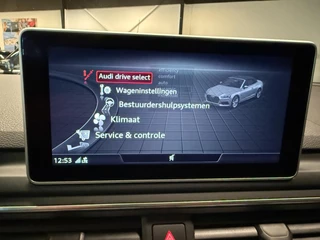 Audi drive select
comfort
auto
Wageninstellingen
Bestuurdershulpsystemen
Klimaat
Service & controle
12:53